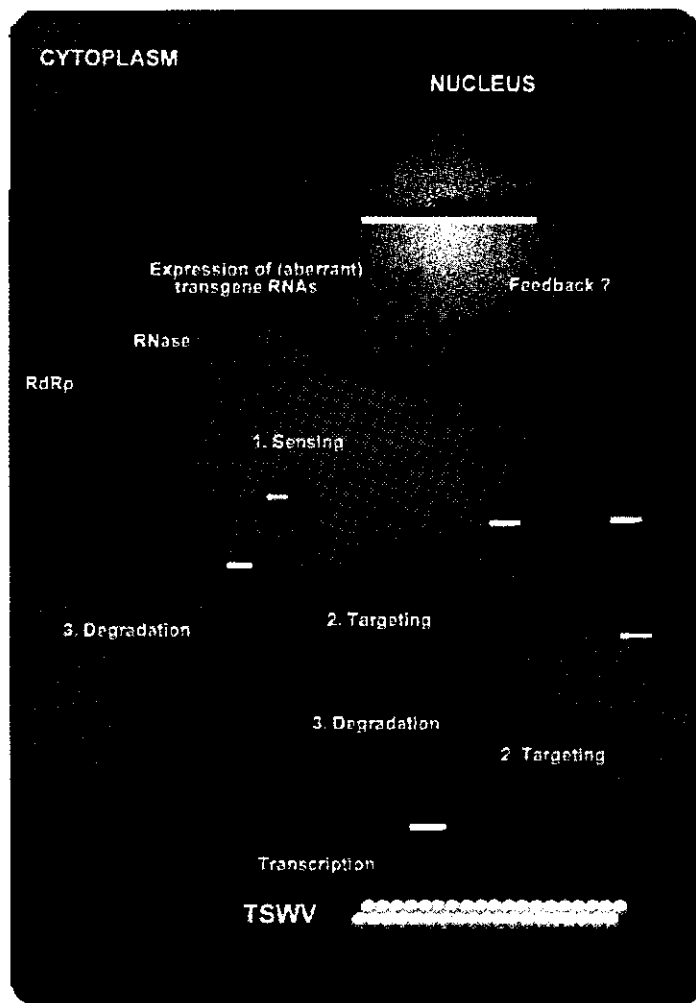 CYTOPLASM
NUCLEUS
Expression of (aberrant)
transgene RNAs
Feedback ?
RNase
RdRp
1. Sensing
3. Degradation
2. Targeting
3. Degradation
2 Targeting
Transcription
TSWV